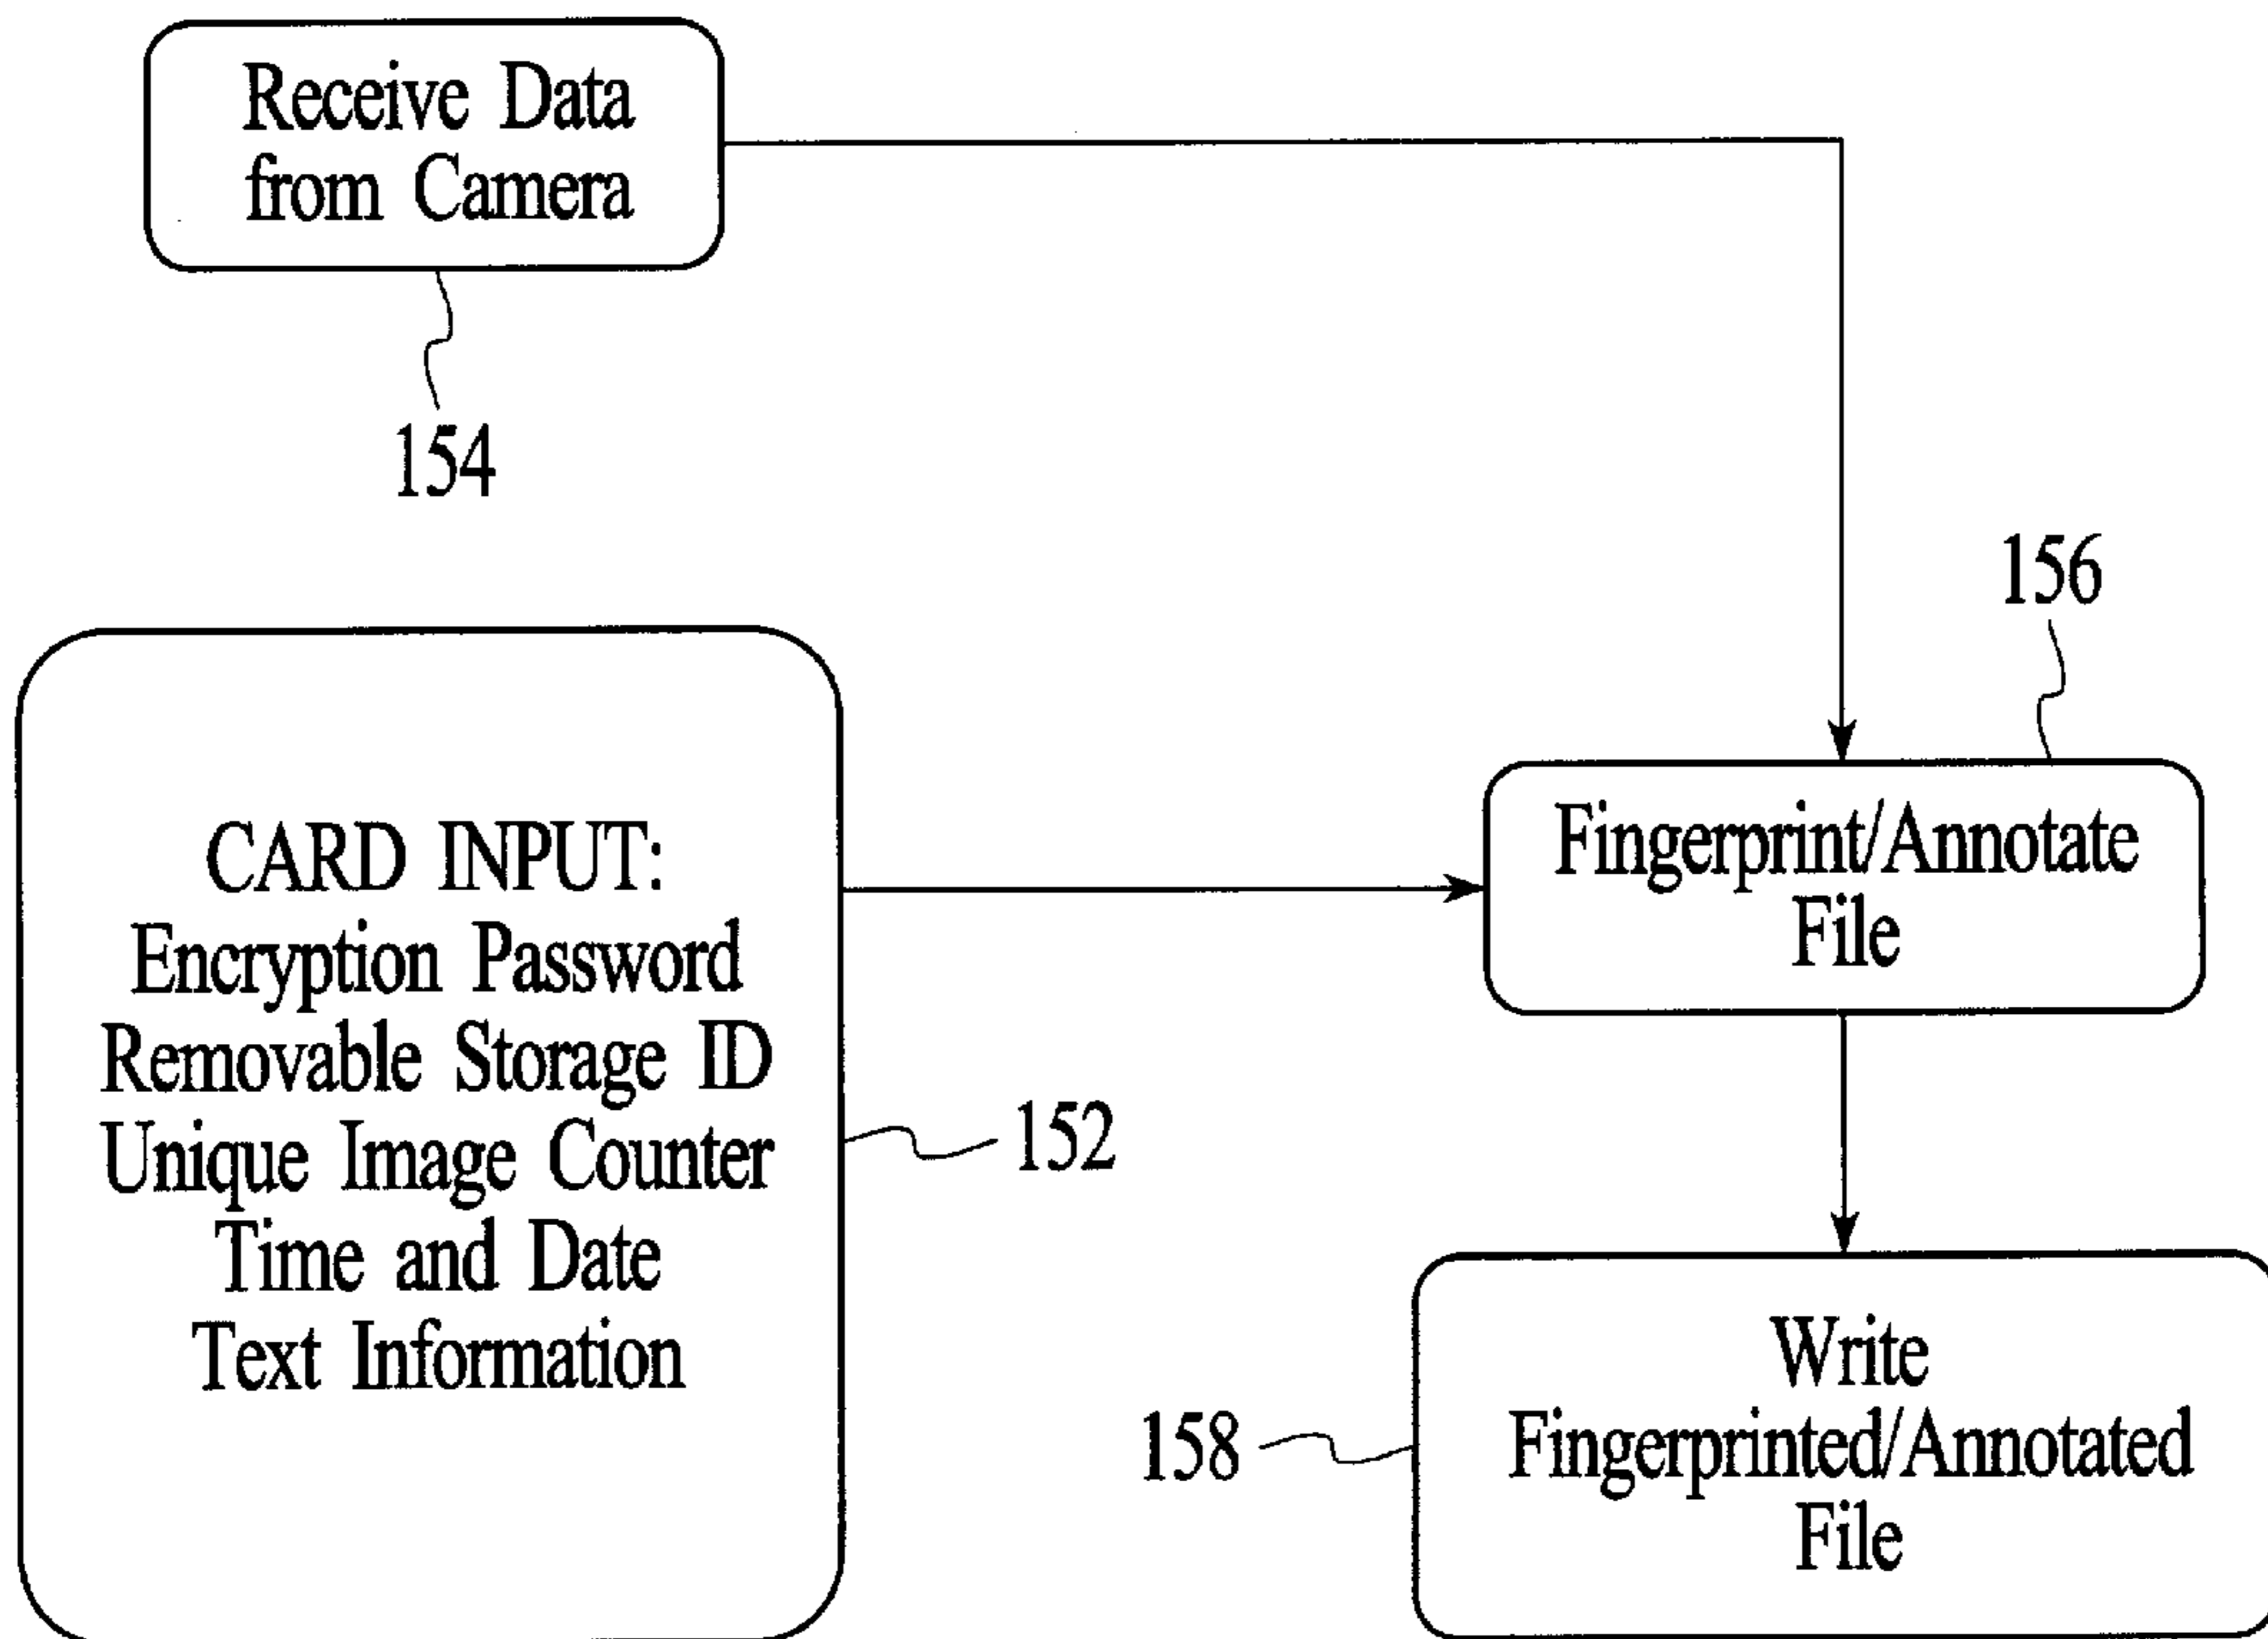 Receive Data
from Camera
154
156
CARD INPUT:
Encryption Password
Removable Storage ID
Unique Image Counter
Time and Date
Text Information
152
Fingerprint/Annotate
File
158
Write
Fingerprinted/Annotated
File